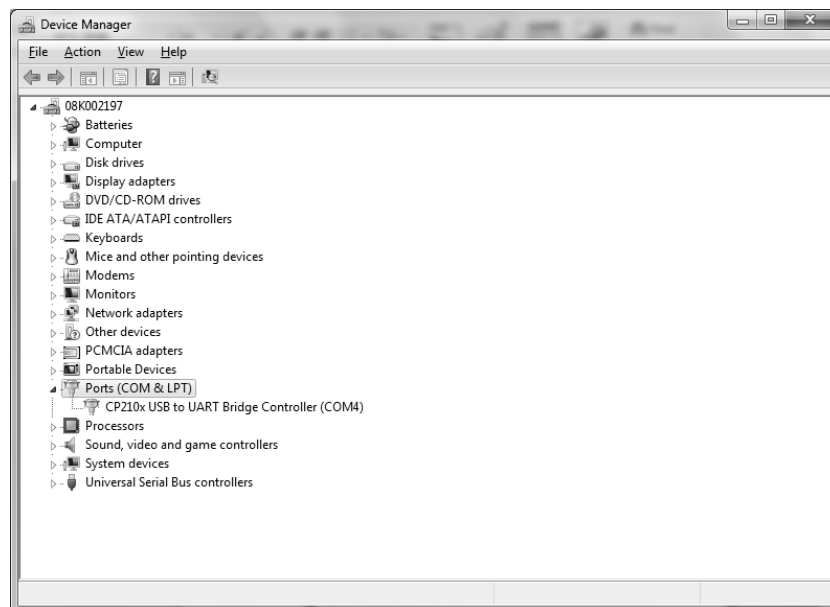 Device Manager
File Action View Help
08K002197
Batteries
Computer
Disk drives
Display adapters
DVD/CD-ROM drives
IDE ATA/ATAPI controllers
Keyboards
Mice and other pointing devices
Modems
Monitors
Network adapters
Other devices
PCMCIA adapters
Portable Devices
Ports (COM & LPT)
CP210x USB to UART Bridge Controller (COM4)
Processors
Sound, video and game controllers
System devices
Universal Serial Bus controllers